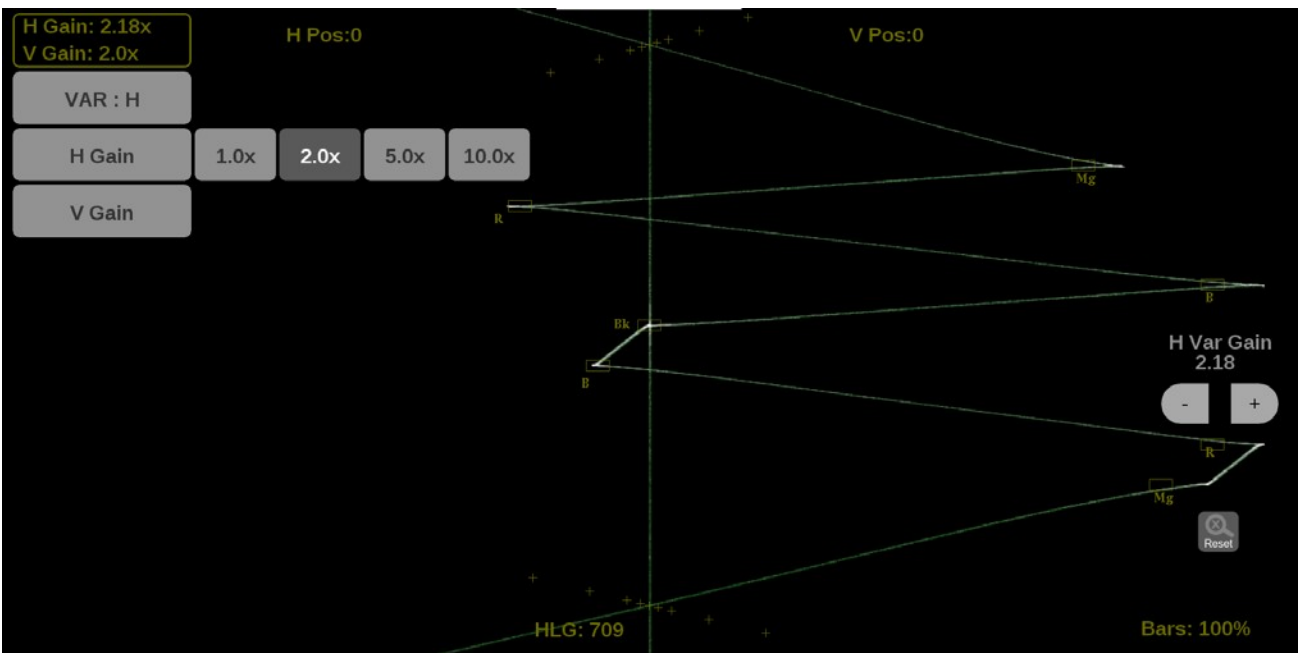 H Gain: 2.18x
V Gain: 2.0x
H Pos:0
V Pos:0
VAR : H
H Gain
1.0x
2.0x
5.0x
10.0x
V Gain
Mg
R
B
Bk
B
H Var Gain
2.18
-
+
R
Mg
Reset
HLG: 709
Bars: 100%